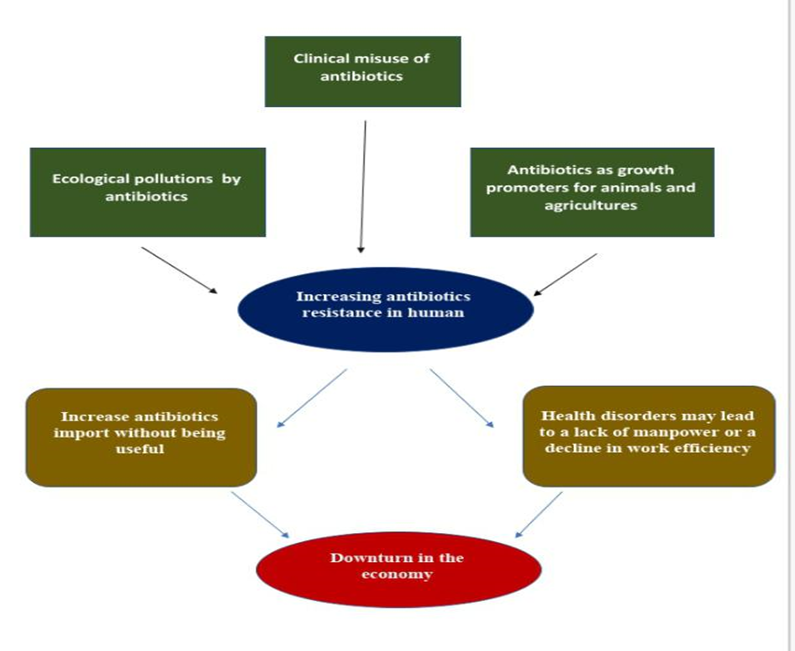 Clinical misuse of
antibiotics
Ecological pollutions by
antibiotics
Antibiotics as growth
promoters for animals and
agricultures
Increasing antibiotics
resistance in human
Increase antibiotics
import without being
useful
Health disorders may lead
to a lack of manpower or a
decline in work efficiency
Downturn in the
economy